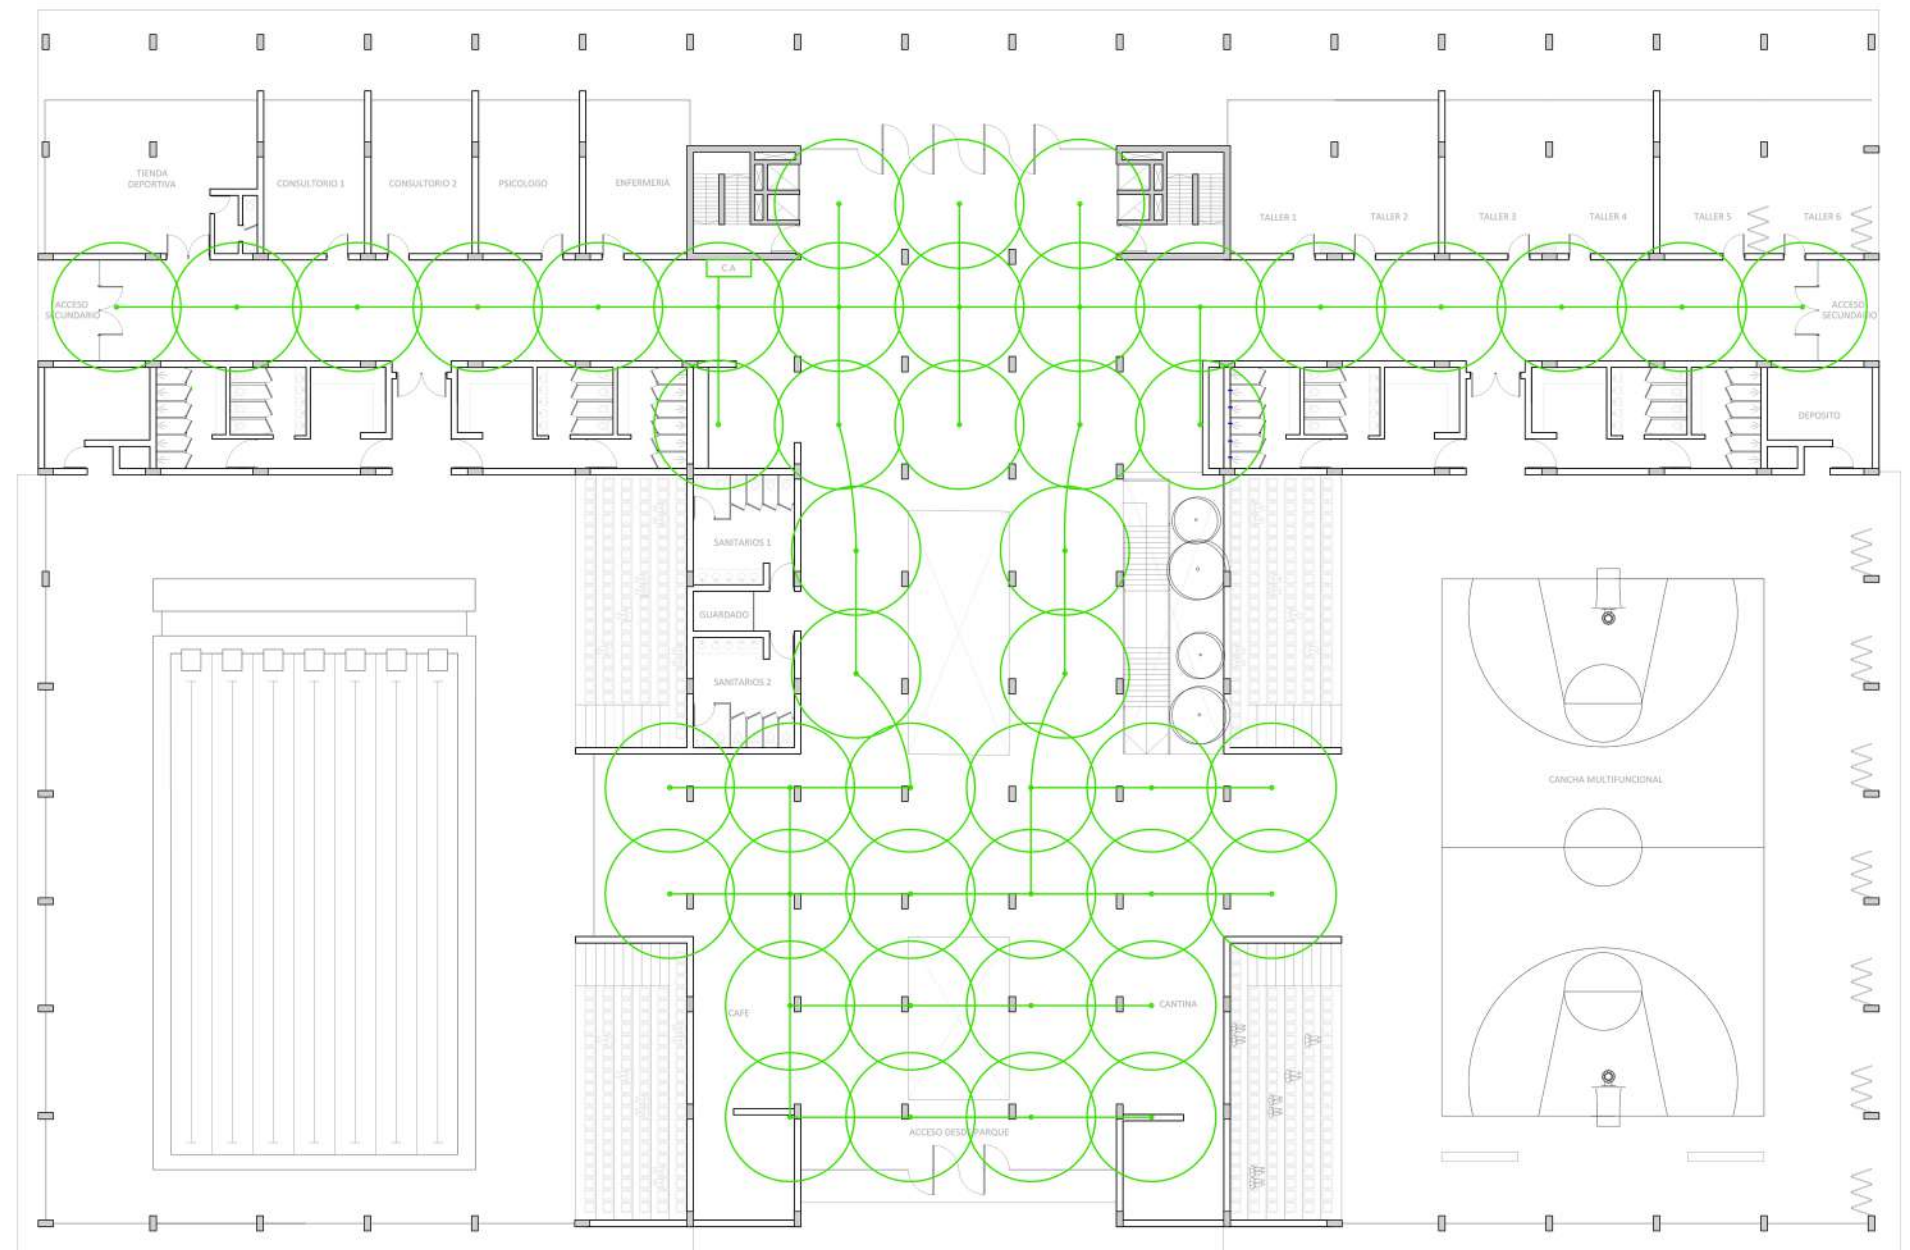 TIENDA
DEPORTIVA
CONSULTORIO 1
CONSULTORIO 2
PSICOLOGO
ENFERMERIA
TALLER 1
TALLER 2
TALLER 3
TALLER 4
TALLER 5
TALLER 6
C.A
ACCESO
SECUNDARIO
ACCESO
SECUNDARIO
DEPOSITO
SANITARIOS 1
GUARDADO
SANITARIOS 2
CANCHA MULTIFUNCIONAL
CAFE
CANTINA
ACCESO DESDE PARQUE